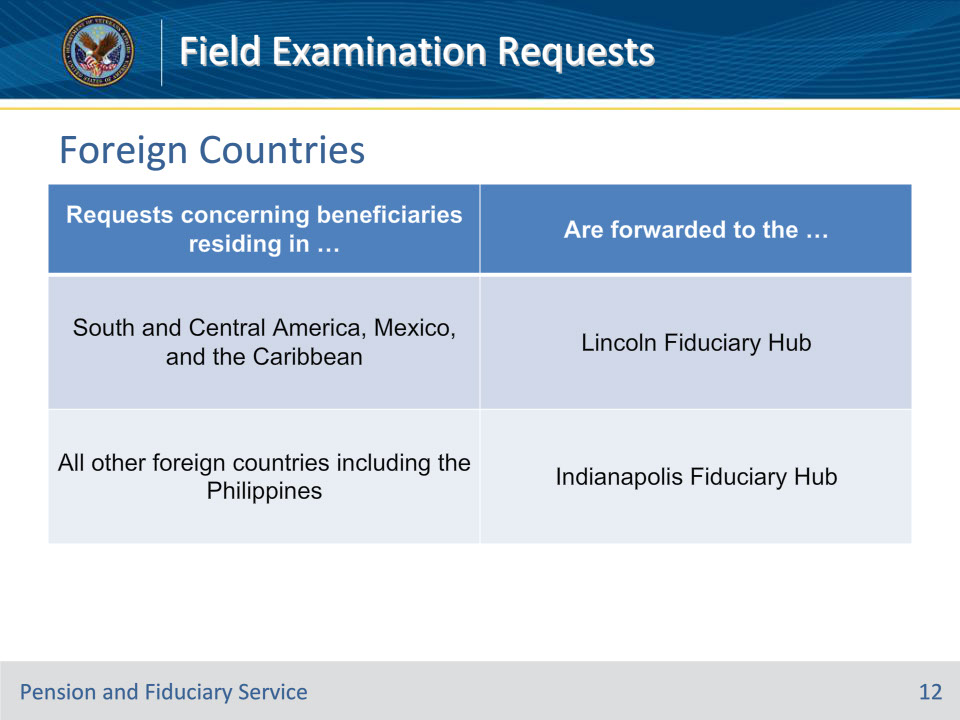 Field Examination Requests
Foreign Countries
Requests concerning beneficiaries
residing in …
Are forwarded to the …
South and Central America, Mexico,
and the Caribbean
Lincoln Fiduciary Hub
All other foreign countries including the
Philippines
Indianapolis Fiduciary Hub
Pension and Fiduciary Service
12